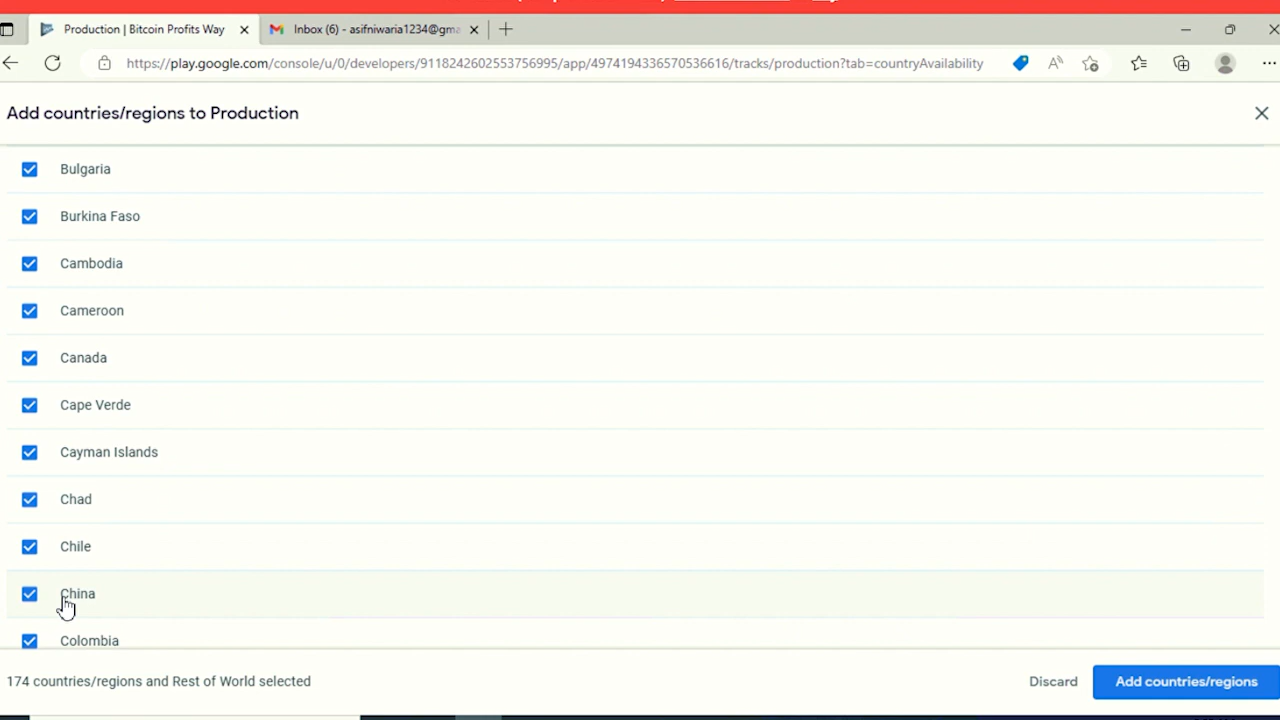 Production | Bitcoin Profits Way
Inbox (6) - asifniwaria1234@gma
https://play.google.com/console/u/0/developers/9118242602553756995/app/4974194336570536616/tracks/production?tab=countryAvailability
Add countries/regions to Production
Bulgaria
Burkina Faso
Cambodia
Cameroon
Canada
Cape Verde
Cayman Islands
Chad
Chile
China
Colombia
174 countries/regions and Rest of World selected
Discard
Add countries/regions